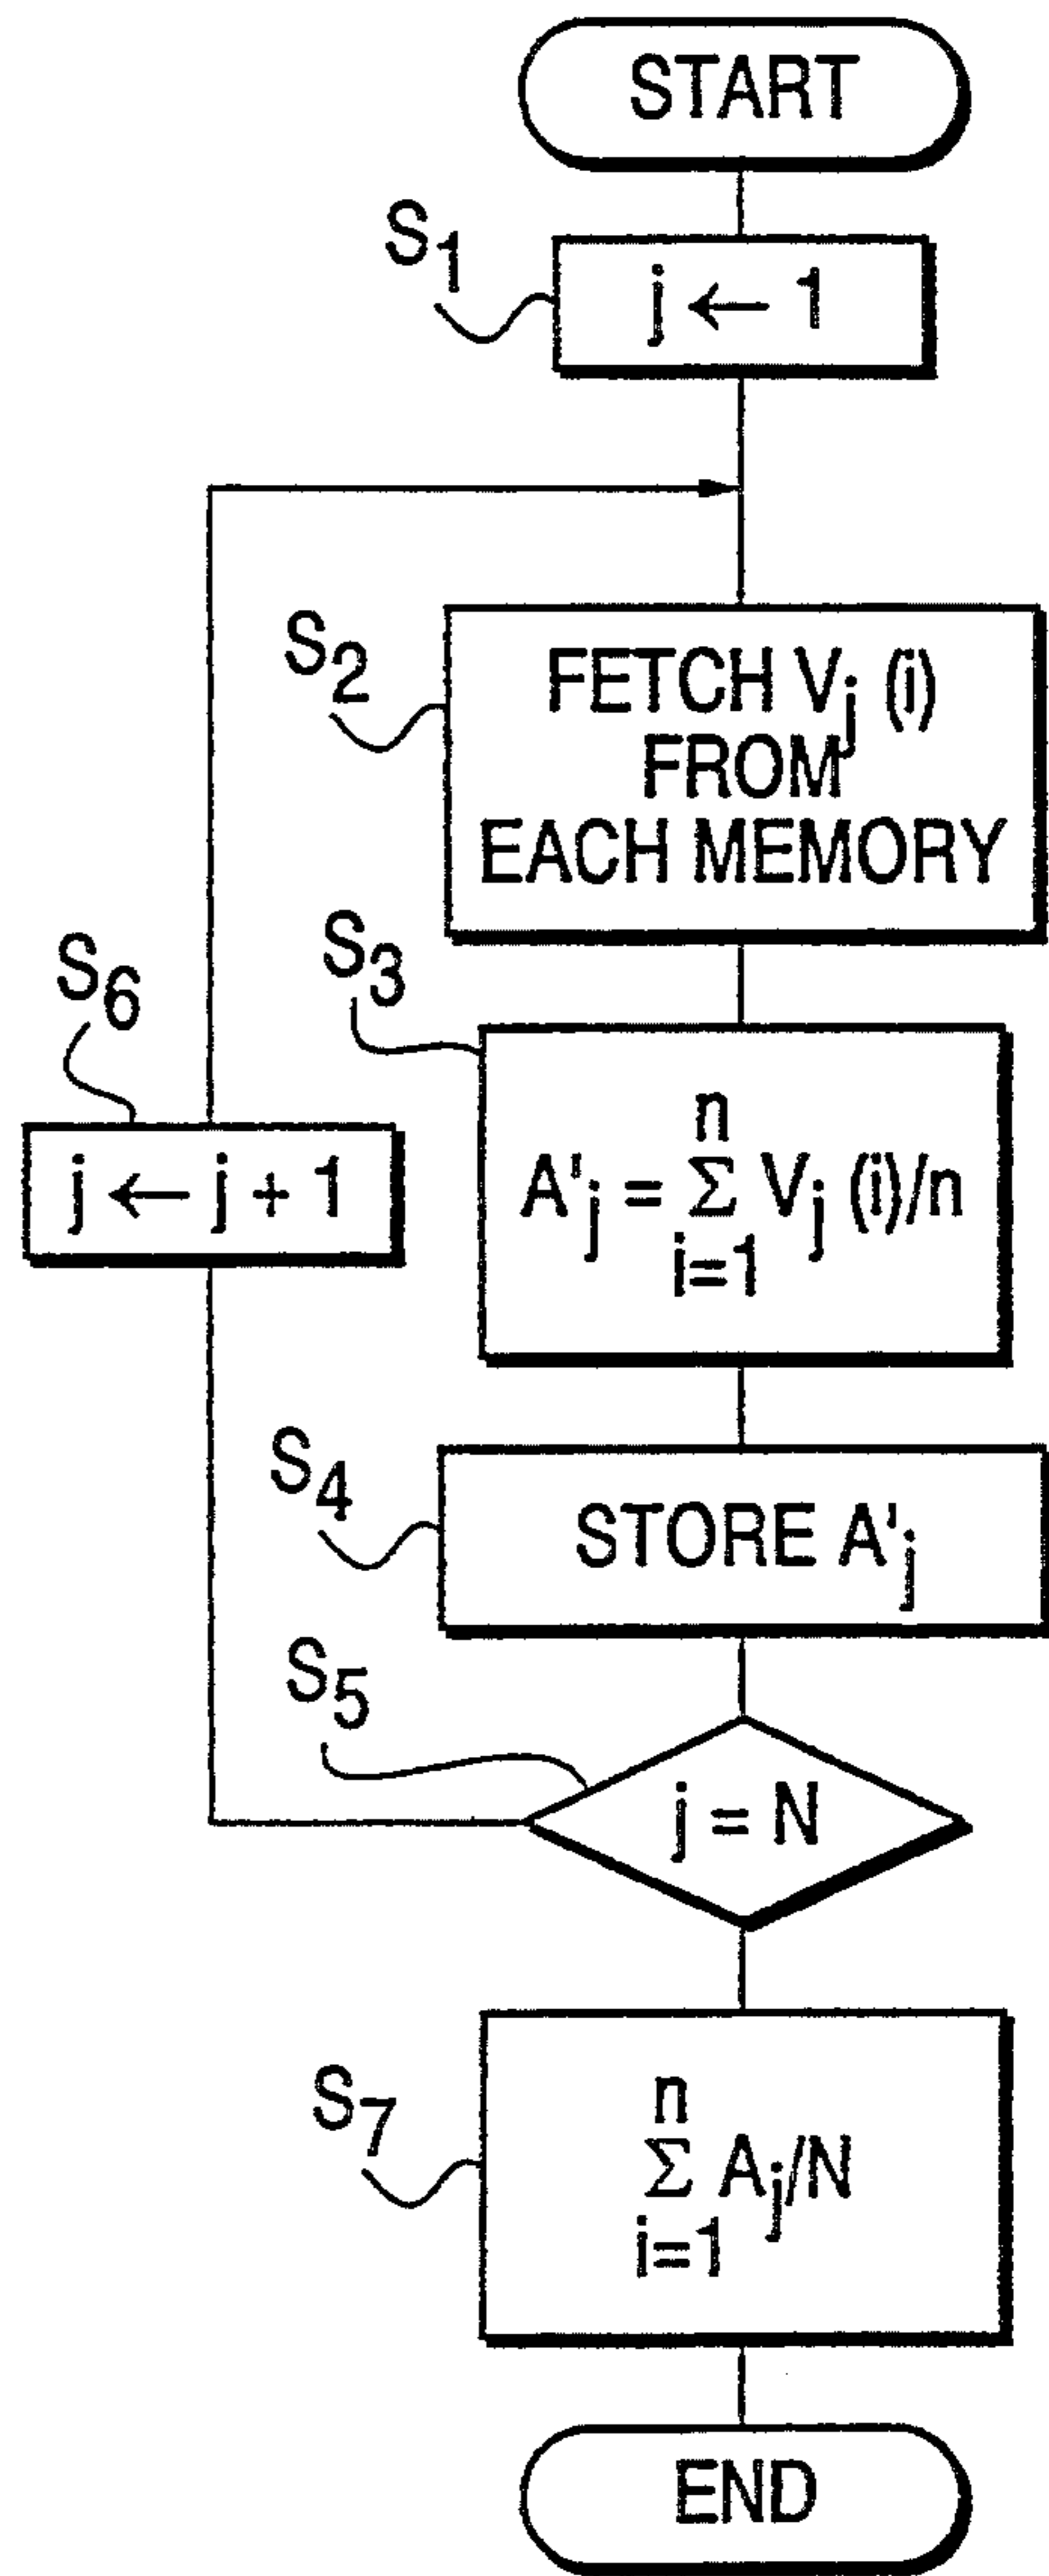 START
S1
j ← 1
S2
FETCH Vj (i)
FROM
EACH MEMORY
S3
n
A'j = Σ Vj (i)/n
i=1
S6
j ← j + 1
S4
STORE A'j
S5
j = N
S7
n
Σ Aj/N
i=1
END